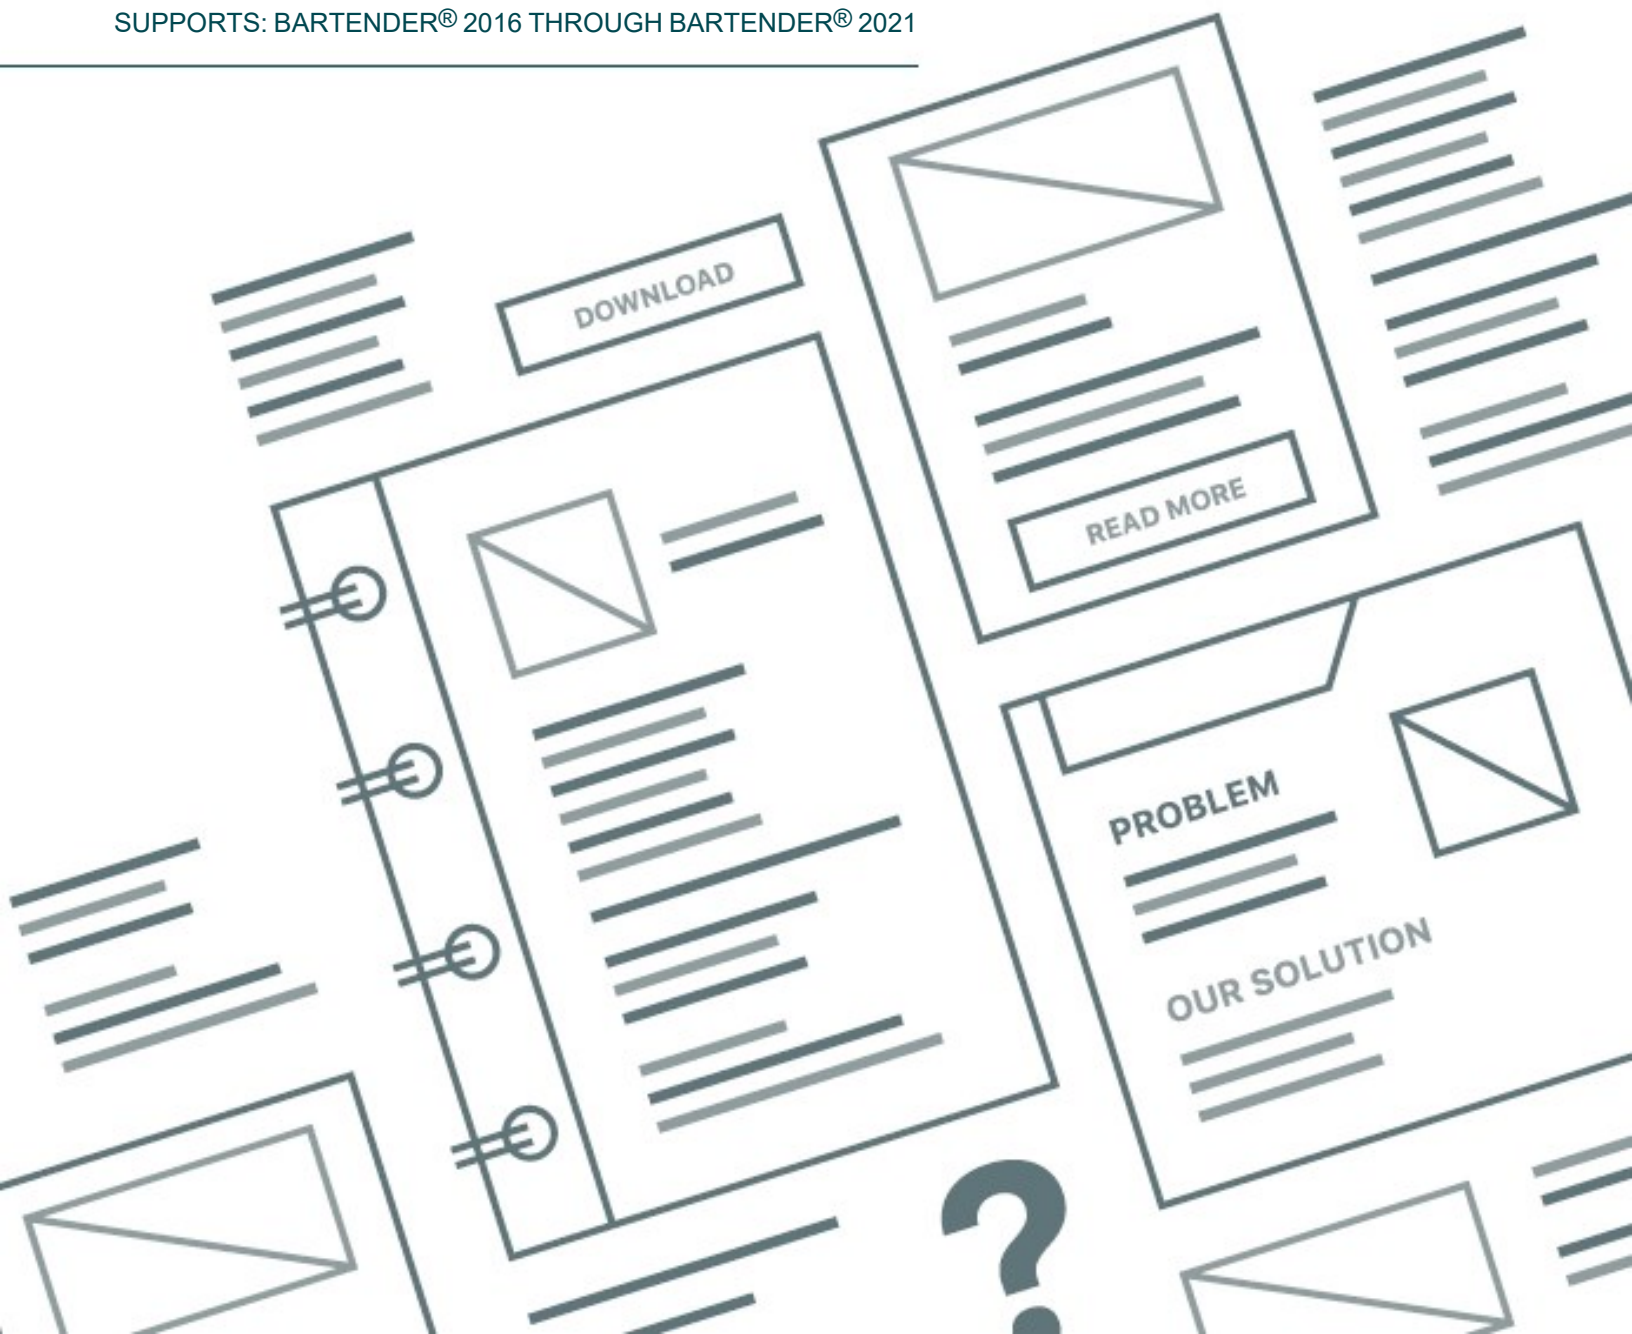 SUPPORTS: BARTENDER® 2016 THROUGH BARTENDER® 2021
DOWNLOAD
READ MORE
PROBLEM
OUR SOLUTION
?